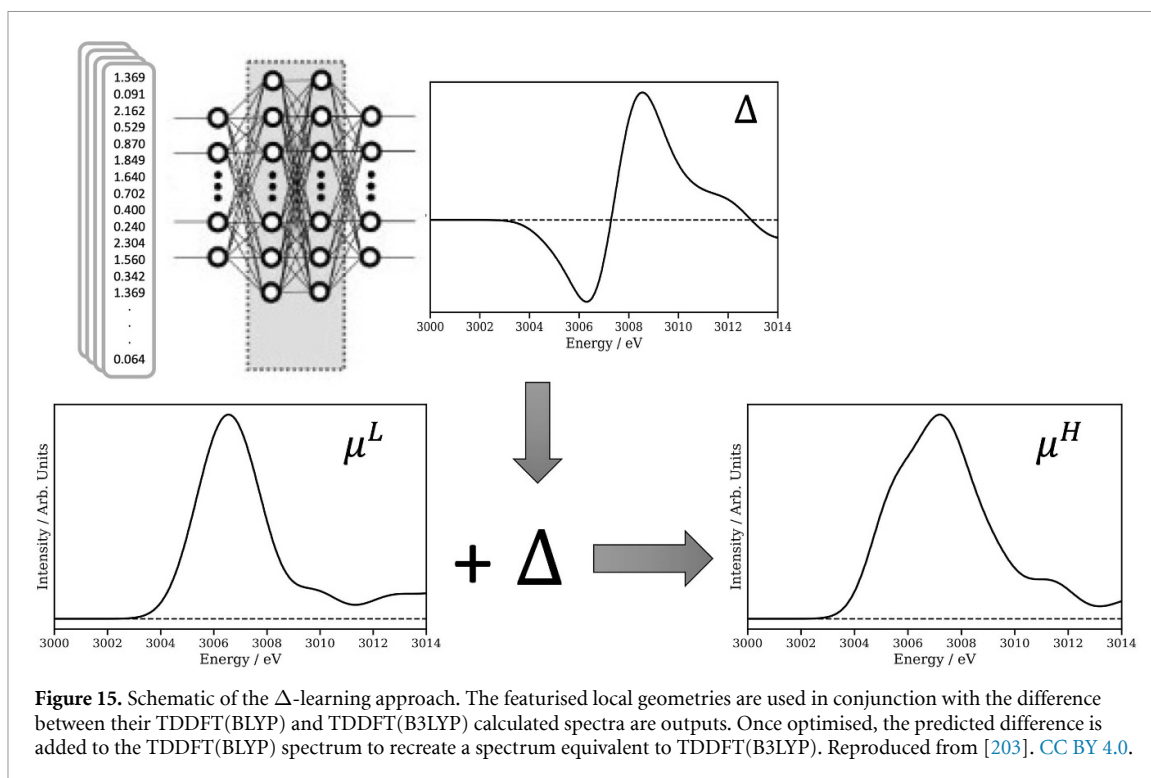 1.369
0.091
2.162
0.529
0.870
1.849
1.640
0.702
0.400
0.240
2.304
1.560
0.342
1.369
.
.
.
0.064
Δ
3000 3002 3004 3006 3008 3010 3012 3014
Energy / eV
Intensity / Arb. Units
μᴸ
3000 3002 3004 3006 3008 3010 3012 3014
Energy / eV
+ Δ
Intensity / Arb. Units
μᴴ
3000 3002 3004 3006 3008 3010 3012 3014
Energy / eV
Figure 15. Schematic of the Δ-learning approach. The featurised local geometries are used in conjunction with the difference
between their TDDFT(BLYP) and TDDFT(B3LYP) calculated spectra are outputs. Once optimised, the predicted difference is
added to the TDDFT(BLYP) spectrum to recreate a spectrum equivalent to TDDFT(B3LYP). Reproduced from [203]. CC BY 4.0.